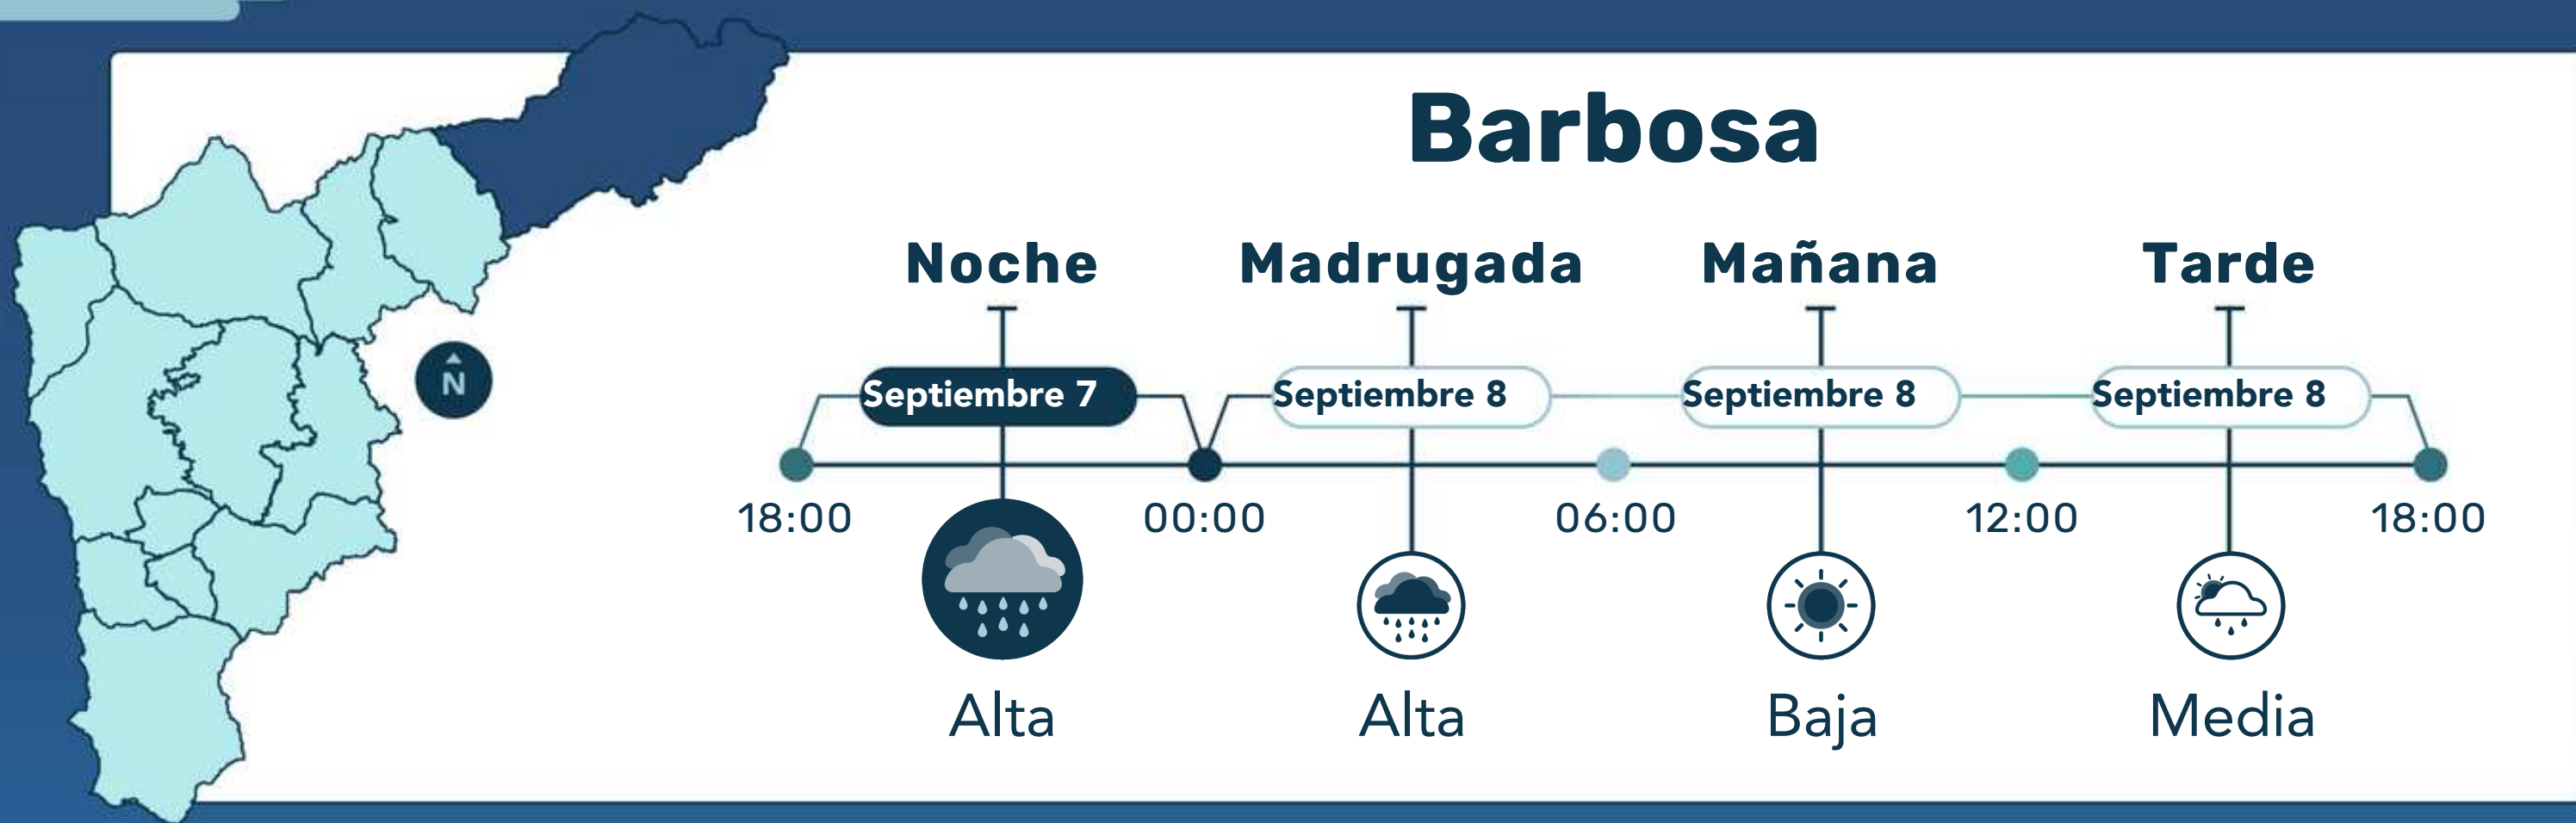 Barbosa
Noche Madrugada Mañana Tarde
N
Septiembre 7 Septiembre 8 Septiembre 8 Septiembre 8
18:00 00:00 06:00 12:00 18:00
Alta Alta Baja Media